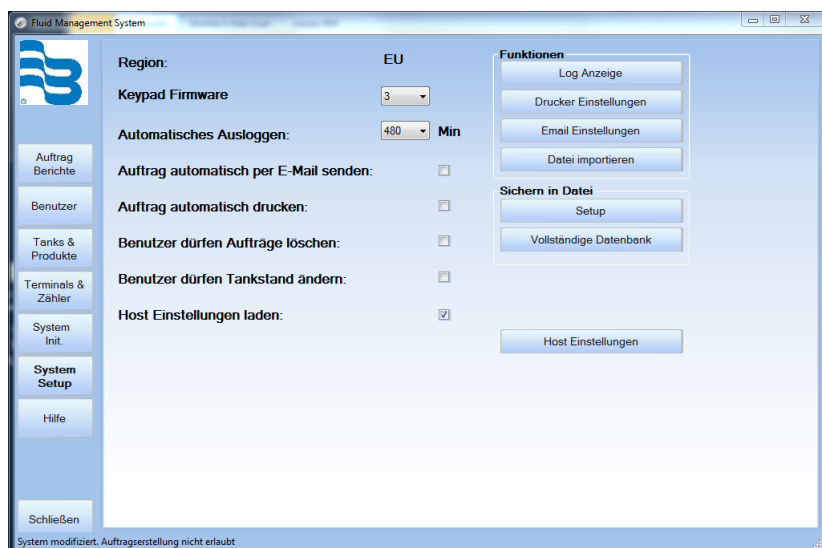 Fluid Management System
Region: EU
Keypad Firmware 3
Automatisches Ausloggen: 480 Min
Auftrag automatisch per E-Mail senden:
Auftrag automatisch drucken:
Benutzer dürfen Aufträge löschen:
Benutzer dürfen Tankstand ändern:
Host Einstellungen laden:
Funktionen
Log Anzeige
Drucker Einstellungen
Email Einstellungen
Datei importieren
Sichern in Datei
Setup
Vollständige Datenbank
Host Einstellungen
Auftrag
Berichte
Benutzer
Tanks &
Produkte
Terminals &
Zähler
System
Init.
System
Setup
Hilfe
Schließen
System modifiziert. Auftragserstellung nicht erlaubt